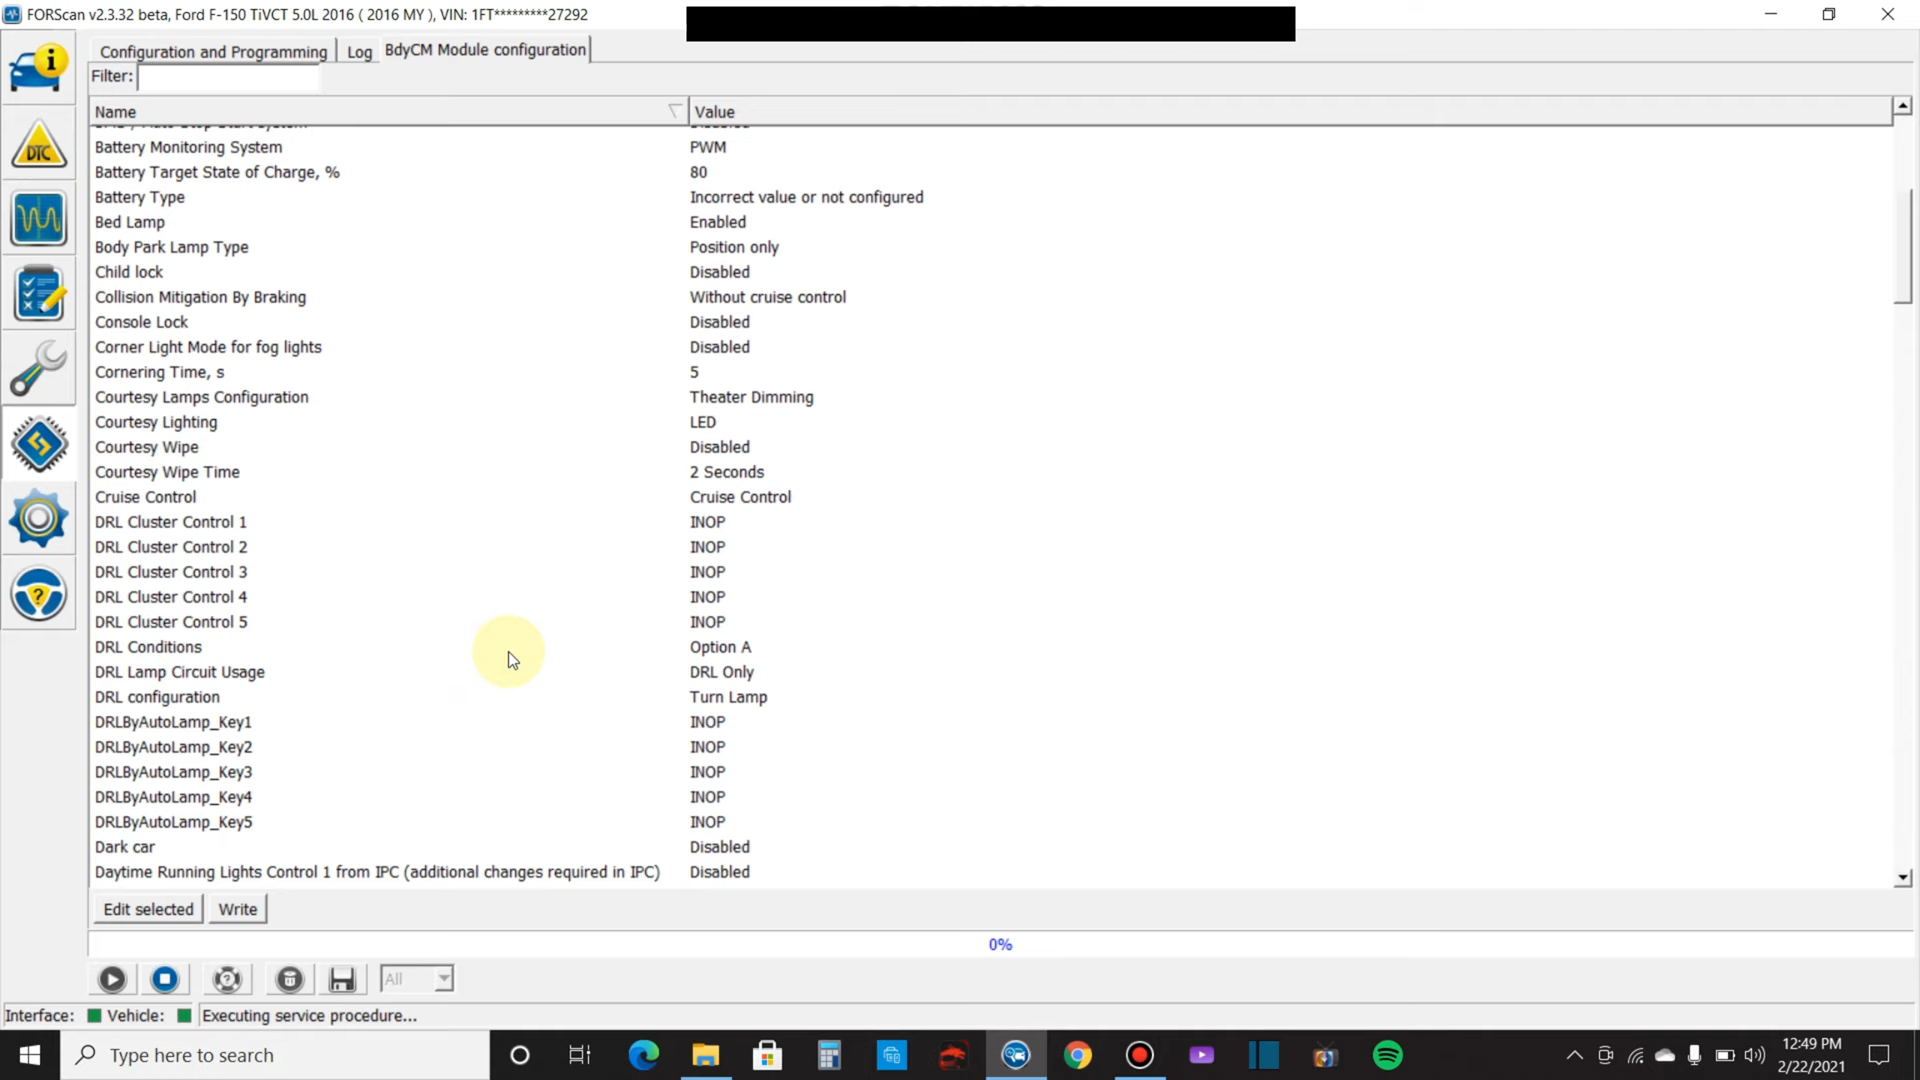 FORScan v2.3.32 beta, Ford F-150 TiVCT 5.0L 2016 ( 2016 MY ), VIN: 1FT*********27292
Configuration and Programming
Log
BdyCM Module configuration
Filter:
Name Value
Battery Monitoring System PWM
Battery Target State of Charge, % 80
Battery Type Incorrect value or not configured
Bed Lamp Enabled
Body Park Lamp Type Position only
Child lock Disabled
Collision Mitigation By Braking Without cruise control
Console Lock Disabled
Corner Light Mode for fog lights Disabled
Cornering Time, s 5
Courtesy Lamps Configuration Theater Dimming
Courtesy Lighting LED
Courtesy Wipe Disabled
Courtesy Wipe Time 2 Seconds
Cruise Control Cruise Control
DRL Cluster Control 1 INOP
DRL Cluster Control 2 INOP
DRL Cluster Control 3 INOP
DRL Cluster Control 4 INOP
DRL Cluster Control 5 INOP
DRL Conditions Option A
DRL Lamp Circuit Usage DRL Only
DRL configuration Turn Lamp
DRLByAutoLamp_Key1 INOP
DRLByAutoLamp_Key2 INOP
DRLByAutoLamp_Key3 INOP
DRLByAutoLamp_Key4 INOP
DRLByAutoLamp_Key5 INOP
Dark car Disabled
Daytime Running Lights Control 1 from IPC (additional changes required in IPC) Disabled
Edit selected
Write
0%
All
Interface: Vehicle: Executing service procedure...
Type here to search
12:49 PM
2/22/2021
DTC